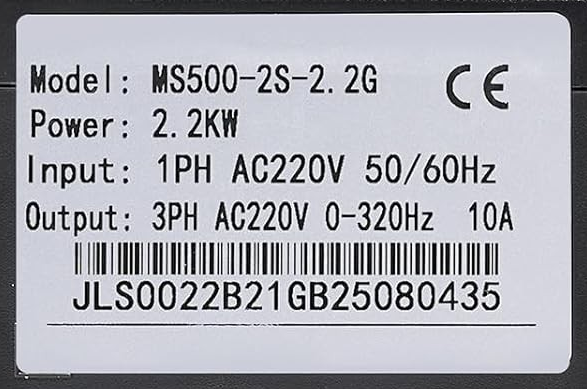 Model: MS500-2S-2.2G CE
Power: 2.2KW
Input: 1PH AC220V 50/60Hz
Output: 3PH AC220V 0-320Hz 10A
JLS0022B21GB25080435